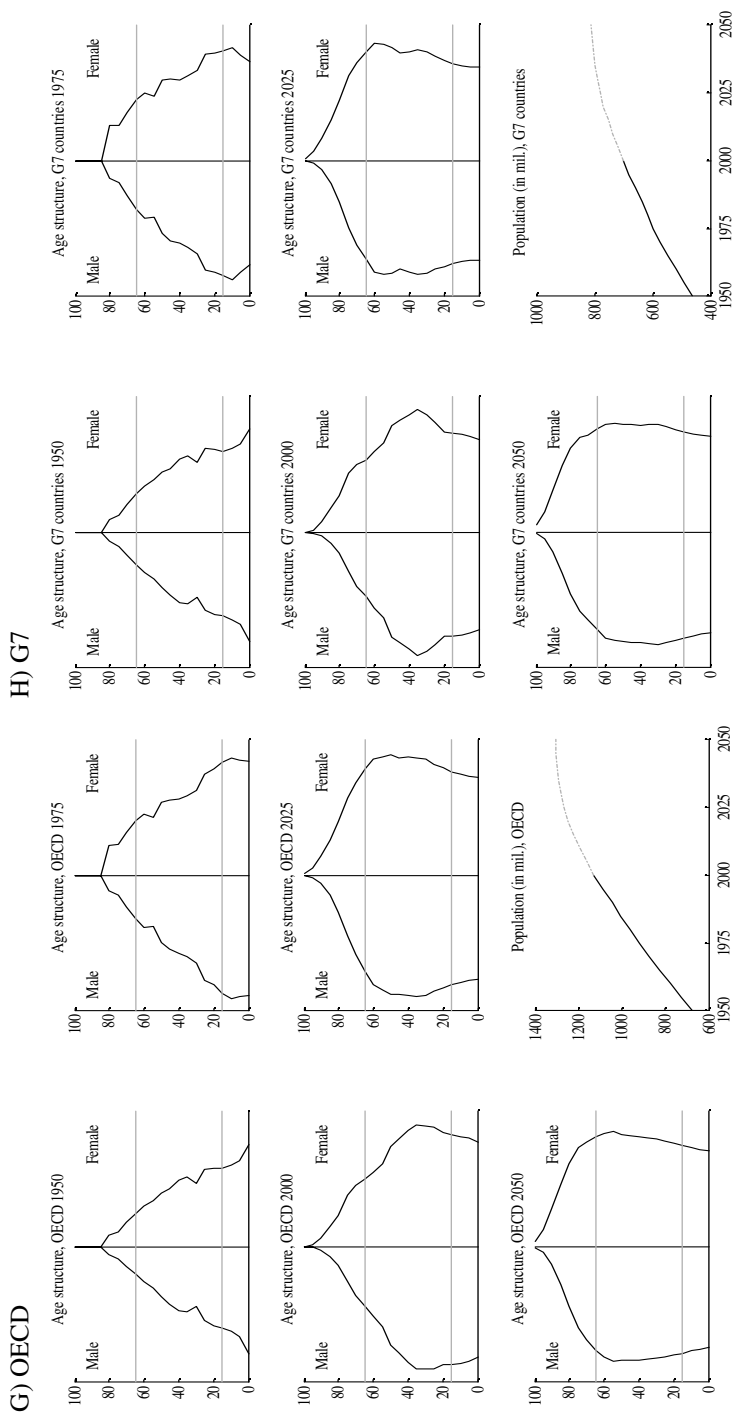 G) OECD
Age structure, OECD 1950
Male
Female
100
80
60
40
20
0
Age structure, OECD 1975
Male
Female
100
80
60
40
20
0
Age structure, OECD 2000
Male
Female
100
80
60
40
20
0
Age structure, OECD 2025
Male
Female
100
80
60
40
20
0
Age structure, OECD 2050
Male
Female
100
80
60
40
20
0
Population (in mil.), OECD
1400
1200
1000
800
600
1950 1975 2000 2025 2050
H) G7
Age structure, G7 countries 1950
Male
Female
100
80
60
40
20
0
Age structure, G7 countries 1975
Male
Female
100
80
60
40
20
0
Age structure, G7 countries 2000
Male
Female
100
80
60
40
20
0
Age structure, G7 countries 2025
Male
Female
100
80
60
40
20
0
Age structure, G7 countries 2050
Male
Female
100
80
60
40
20
0
Population (in mil.), G7 countries
1000
800
600
400
1950 1975 2000 2025 2050